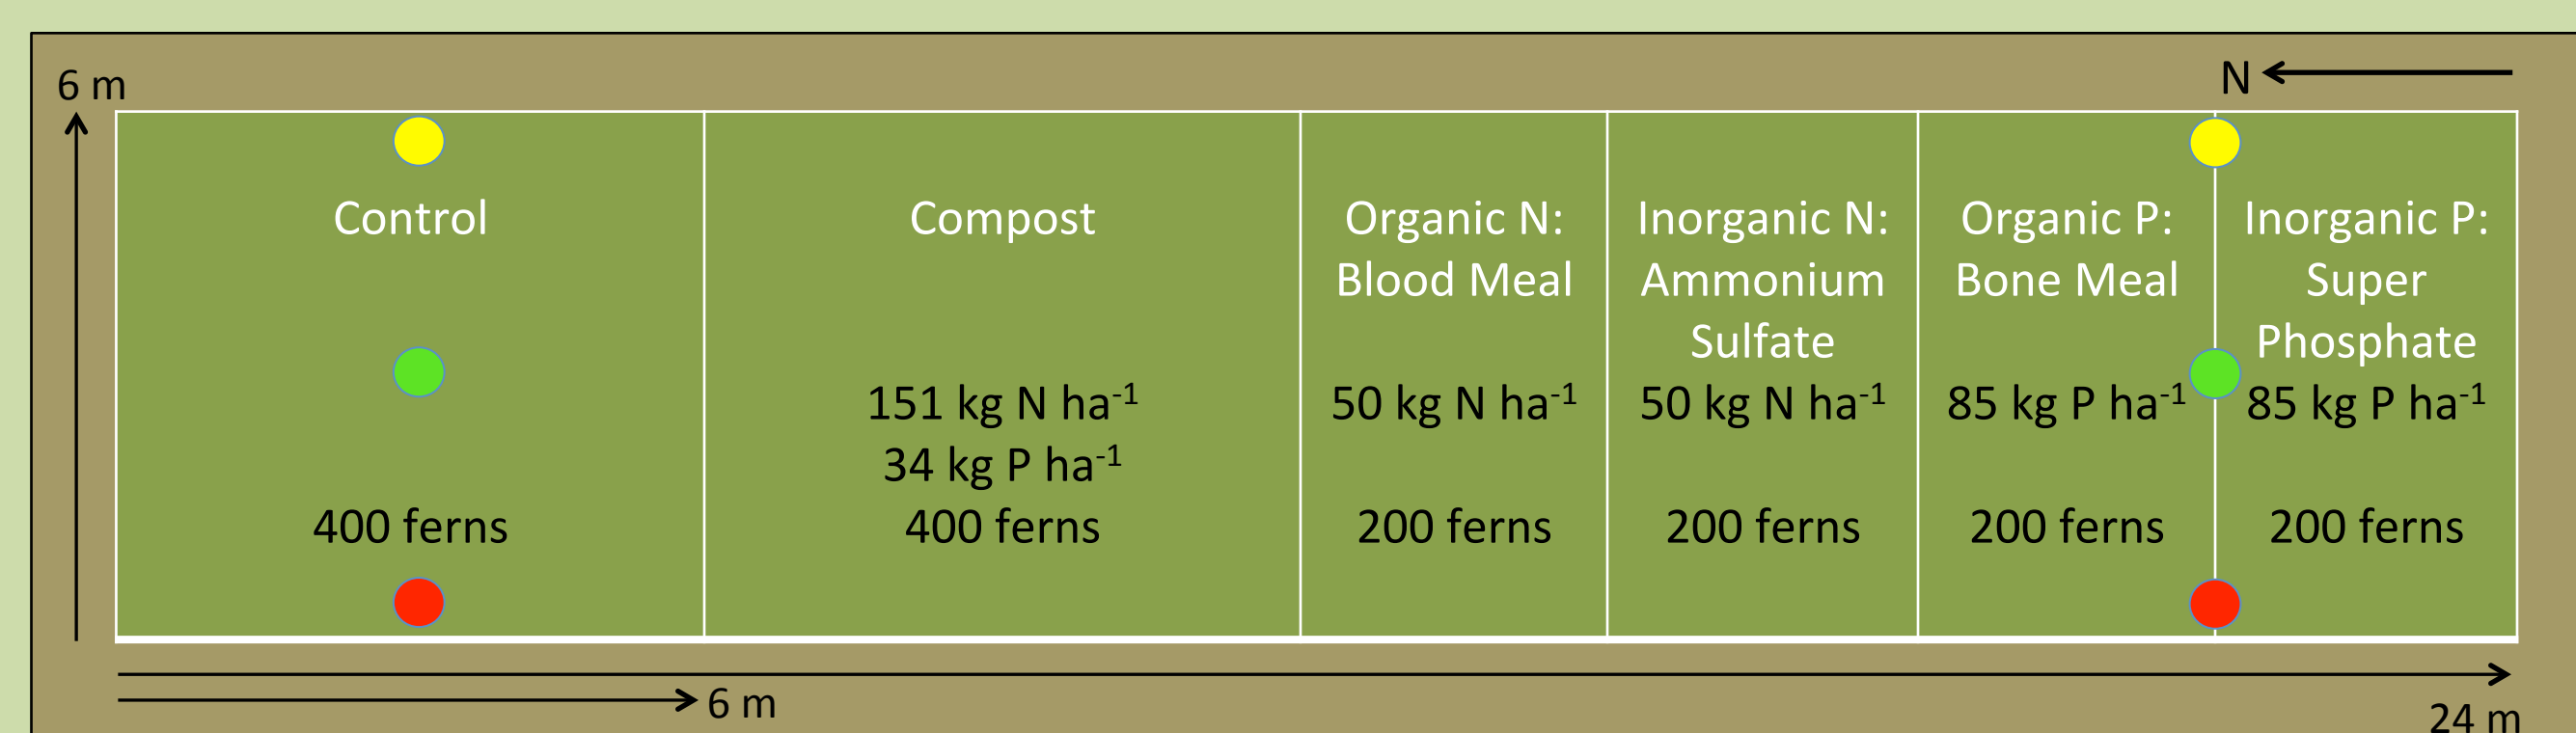 6 m
N
Control
400 ferns
Compost
151 kg N ha⁻¹
34 kg P ha⁻¹
400 ferns
Organic N:
Blood Meal
50 kg N ha⁻¹
200 ferns
Inorganic N:
Ammonium
Sulfate
50 kg N ha⁻¹
200 ferns
Organic P:
Bone Meal
85 kg P ha⁻¹
200 ferns
Inorganic P:
Super
Phosphate
85 kg P ha⁻¹
200 ferns
6 m
24 m